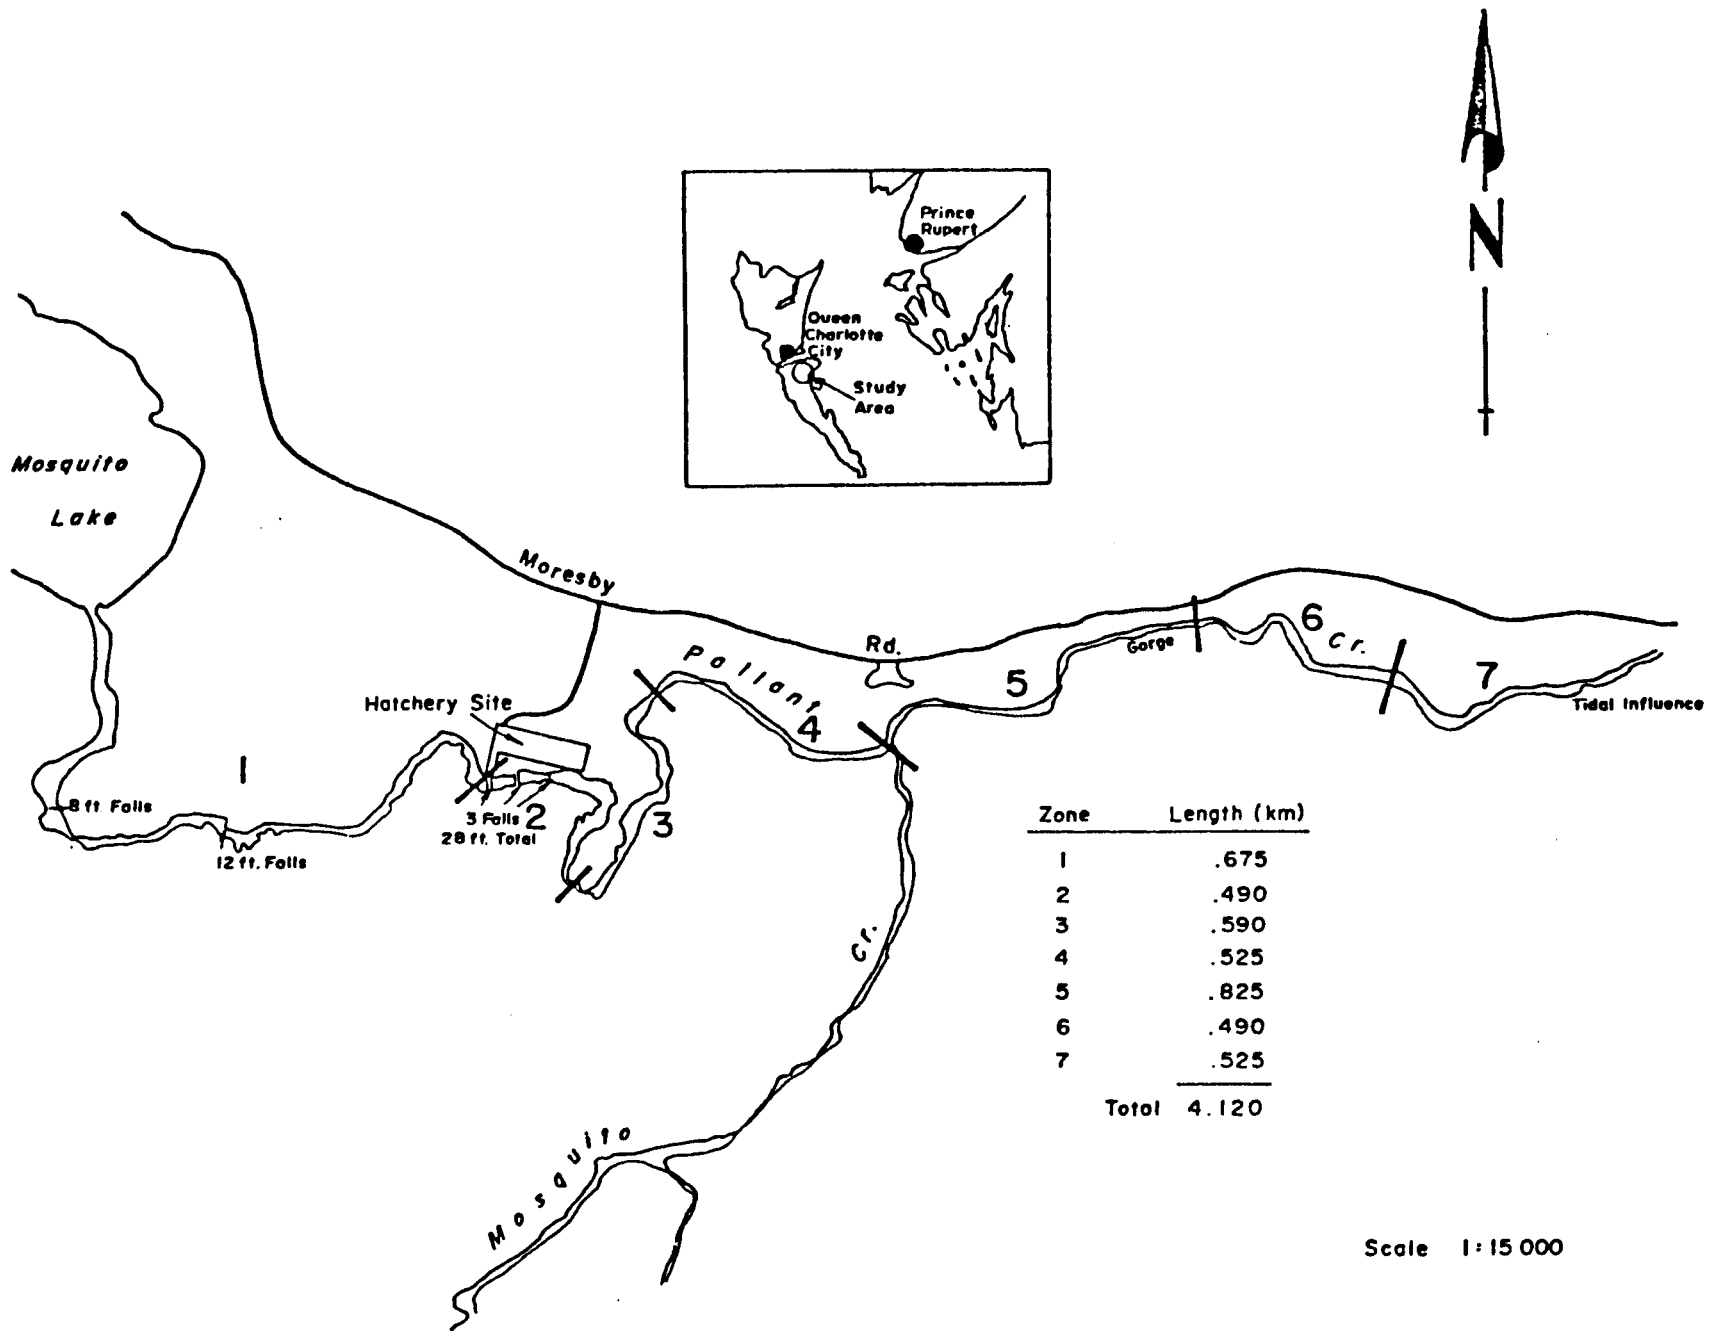 N
Prince
Rupert
Queen
Charlotte
City
Study
Area
Mosquito
Lake
Moresby
Rd.
Pallant
Cr.
Gorge
Hatchery Site
1
2
3
4
5
6
7
Tidal Influence
8 ft. Falls
12 ft. Falls
3 Falls
28 ft. Total
Mosquito
Cr.
Zone Length (km)
1 .675
2 .490
3 .590
4 .525
5 .825
6 .490
7 .525
Total 4.120
Scale 1:15 000